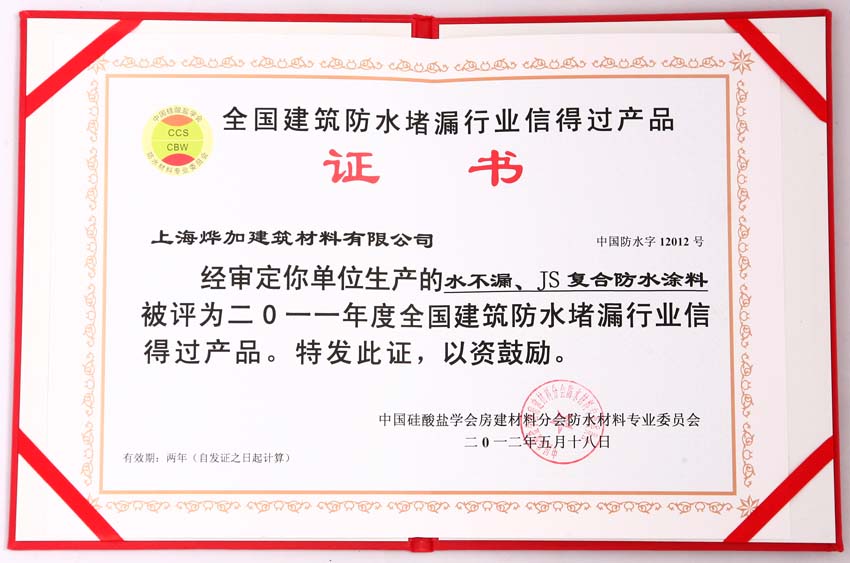 中国硅酸盐学会
CCS
CBW
防水材料专业委员会
全国建筑防水堵漏行业信得过产品
证书
上海烨加建筑材料有限公司
中国防水字 12012 号
经审定你单位生产的水不漏、JS 复合防水涂料
被评为二0一一年度全国建筑防水堵漏行业信
得过产品。特发此证，以资鼓励。
中国硅酸盐学会房建材料分会防水材料专业委员会
二0一二年五月十八日
有效期：两年（自发证之日起计算）